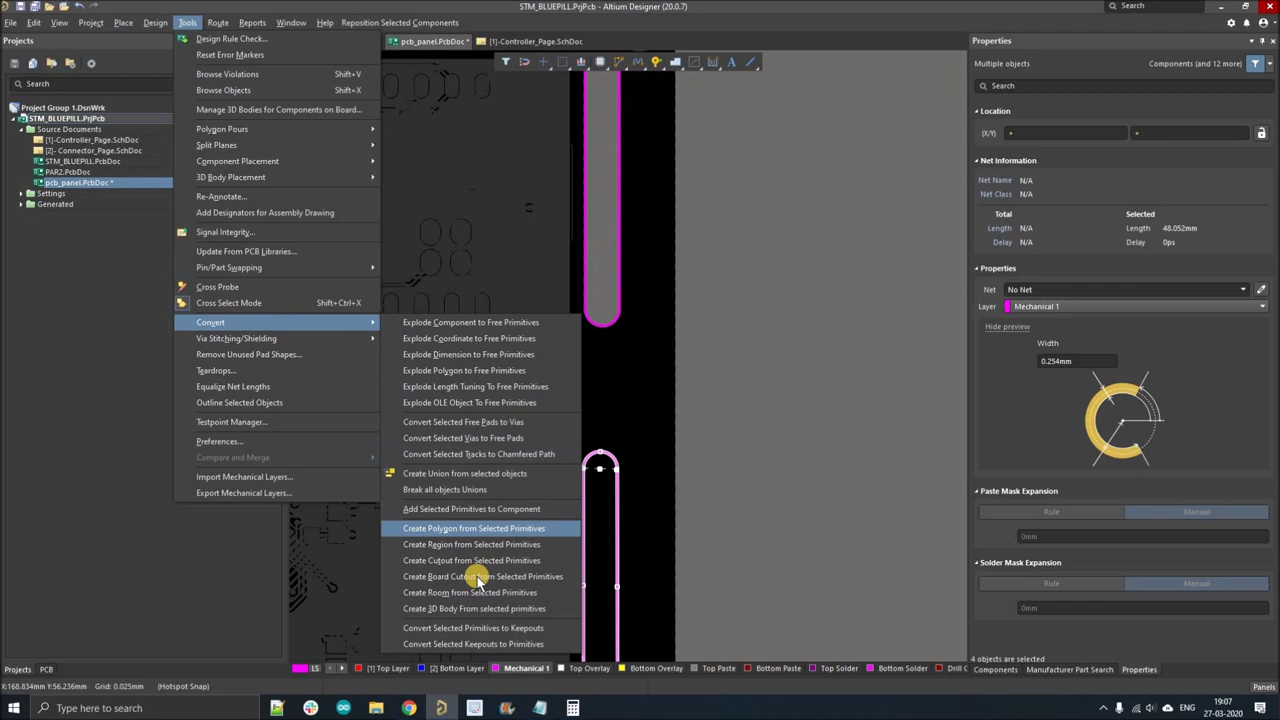 STM_BLUEPILL.PrjPcb - Altium Designer (20.0.7)
Search
File Edit View Project Place Design Tools Route Reports Window Help Reposition Selected Components
Projects
Search
Project Group 1.DsnWrk
STM_BLUEPILL.PrjPcb
Source Documents
[1]-Controller_Page.SchDoc
[2]- Connector_Page.SchDoc
STM_BLUEPILL.PcbDoc
PAR2.PcbDoc
pcb_panel.PcbDoc *
Settings
Generated
Design Rule Check...
Reset Error Markers
Browse Violations Shift+V
Browse Objects Shift+X
Manage 3D Bodies for Components on Board...
Polygon Pours
Split Planes
Component Placement
3D Body Placement
Re-Annotate...
Add Designators for Assembly Drawing
Signal Integrity...
Update From PCB Libraries...
Pin/Part Swapping
Cross Probe
Cross Select Mode Shift+Ctrl+X
Convert
Via Stitching/Shielding
Remove Unused Pad Shapes...
Teardrops...
Equalize Net Lengths
Outline Selected Objects
Testpoint Manager...
Preferences...
Compare and Merge
Import Mechanical Layers...
Export Mechanical Layers...
Explode Component to Free Primitives
Explode Coordinate to Free Primitives
Explode Dimension to Free Primitives
Explode Polygon to Free Primitives
Explode Length Tuning To Free Primitives
Explode OLE Object To Free Primitives
Convert Selected Free Pads to Vias
Convert Selected Vias to Free Pads
Convert Selected Tracks to Chamfered Path
Create Union from selected objects
Break all objects Unions
Add Selected Primitives to Component
Create Polygon from Selected Primitives
Create Region from Selected Primitives
Create Cutout from Selected Primitives
Create Board Cutout from Selected Primitives
Create Room from Selected Primitives
Create 3D Body From selected primitives
Convert Selected Primitives to Keepouts
Convert Selected Keepouts to Primitives
pcb_panel.PcbDoc * [1]-Controller_Page.SchDoc
Properties
Multiple objects Components (and 12 more)
Search
Location
(X/Y) * *
Net Information
Net Name N/A
Net Class N/A
Total Selected
Length N/A Length 48.052mm
Delay N/A Delay 0ps
Properties
Net No Net
Layer Mechanical 1
Hide preview
Width
0.254mm
Paste Mask Expansion
Rule Manual
0mm
Solder Mask Expansion
Rule Manual
0mm
4 objects are selected
Projects PCB
LS [1] Top Layer [2] Bottom Layer Mechanical 1 Top Overlay Bottom Overlay Top Paste Bottom Paste Top Solder Bottom Solder Drill
Components Manufacturer Part Search Properties
X:168.834mm Y:56.236mm Grid: 0.025mm (Hotspot Snap)
Panels
Type here to search
ENG
19:07
27-03-2020